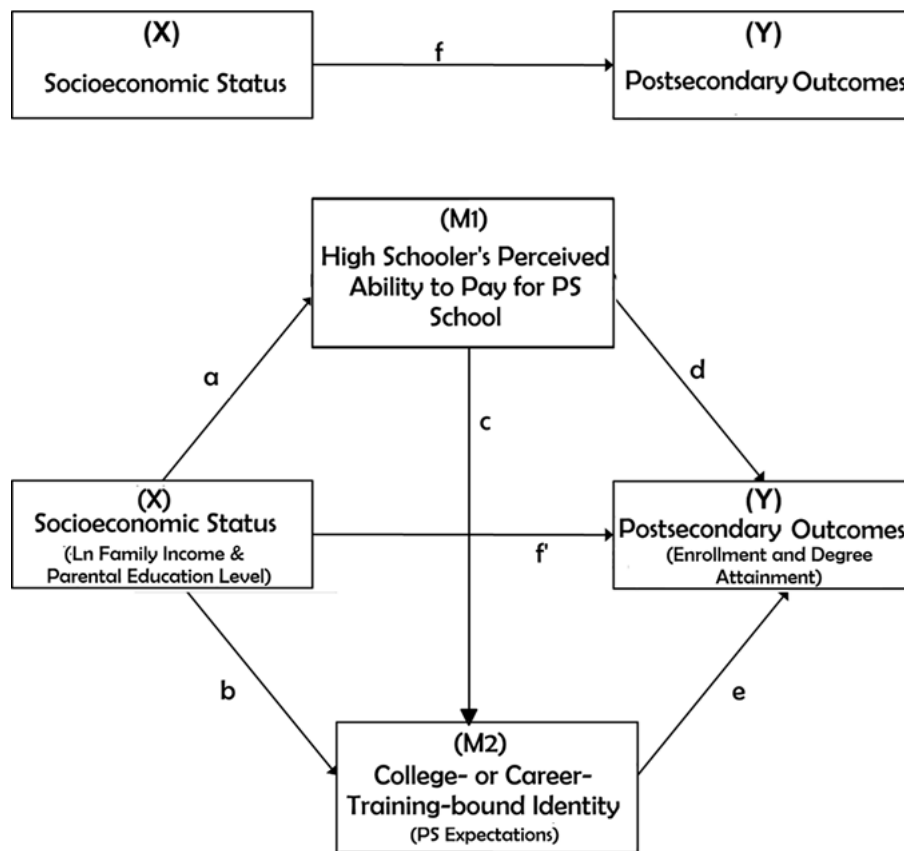 (X)
Socioeconomic Status
f
(Y)
Postsecondary Outcomes
(M1)
High Schooler's Perceived
Ability to Pay for PS
School
a
d
c
(X)
Socioeconomic Status
(Ln Family Income &
Parental Education Level)
f'
(Y)
Postsecondary Outcomes
(Enrollment and Degree
Attainment)
b
e
(M2)
College- or Career-
Training-bound Identity
(PS Expectations)